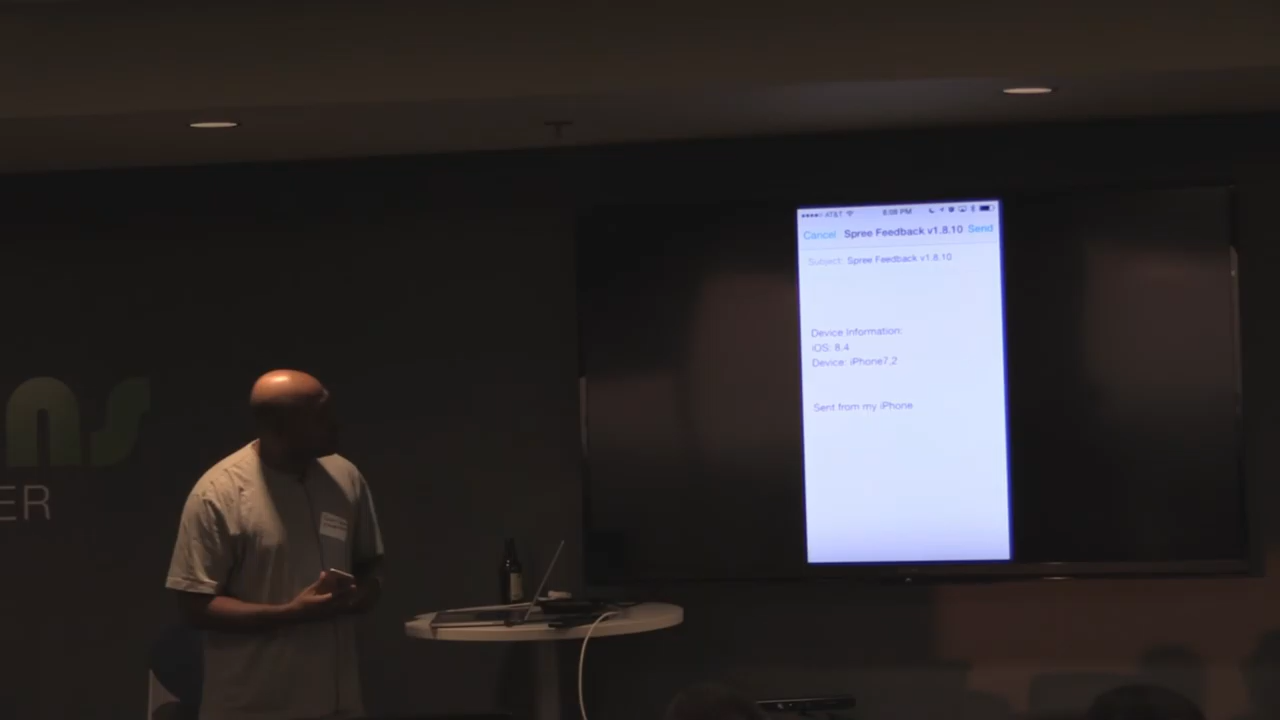 AT&T 8:08 PM
Cancel Spree Feedback v1.8.10 Send
Subject: Spree Feedback v1.8.10
Device Information:
iOS: 8.4
Device: iPhone7,2
Sent from my iPhone
ns
ER